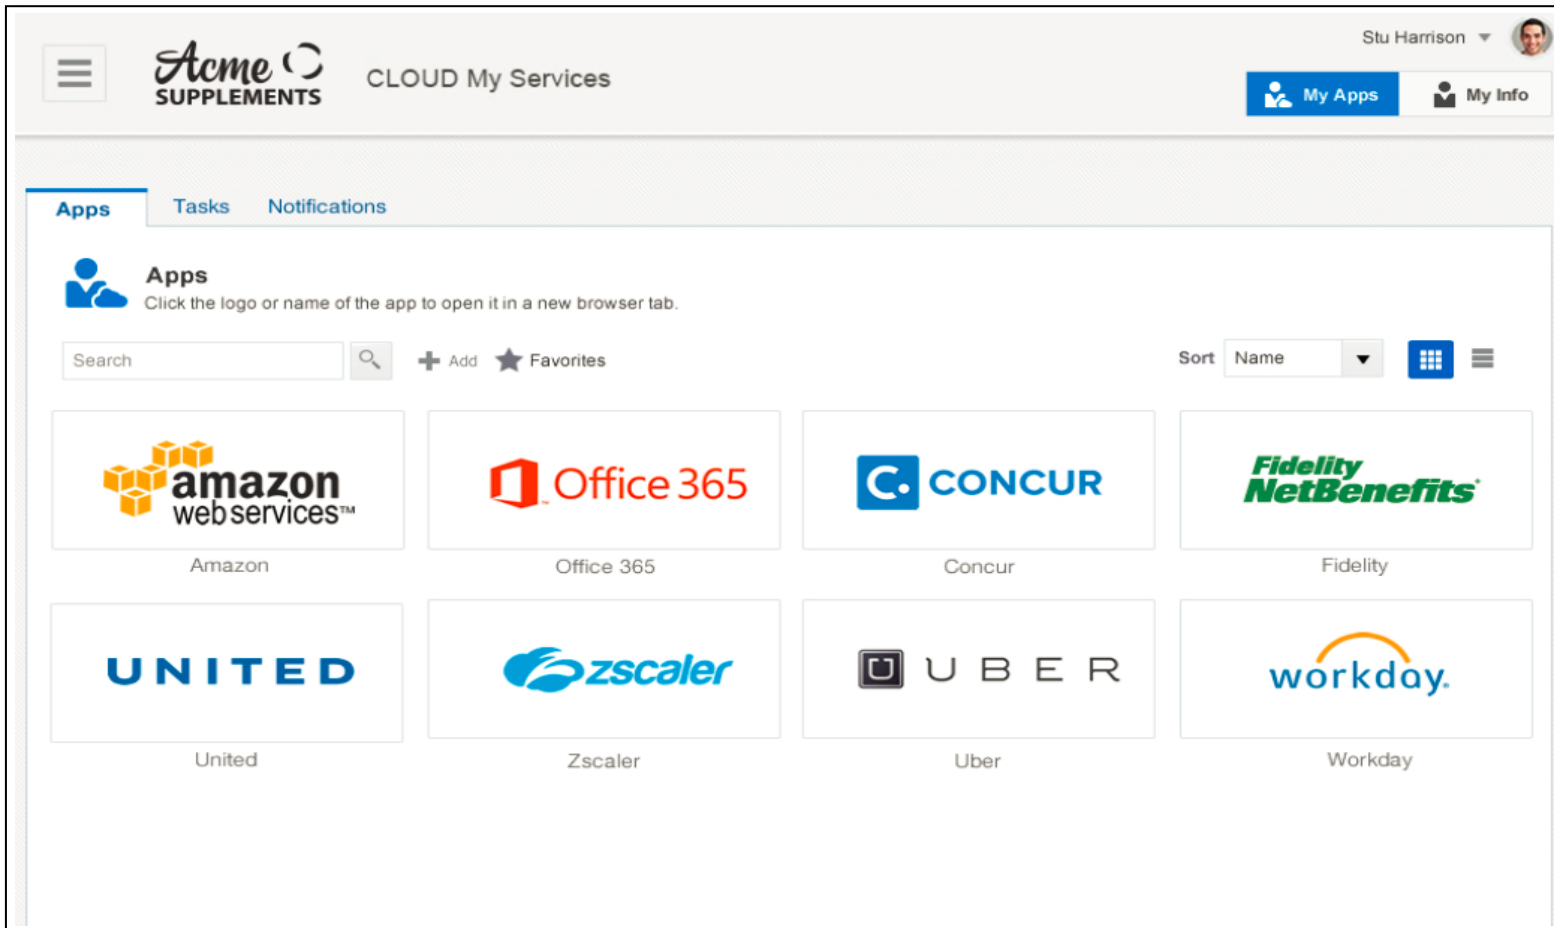 Stu Harrison
Acme
SUPPLEMENTS
CLOUD My Services
My Apps
My Info
Apps
Tasks
Notifications
Apps
Click the logo or name of the app to open it in a new browser tab.
Search
Add
Favorites
Sort
Name
amazon
webservices™
Office 365
C. CONCUR
Fidelity
NetBenefits
Amazon
Office 365
Concur
Fidelity
UNITED
zscaler
U UBER
workday.
United
Zscaler
Uber
Workday